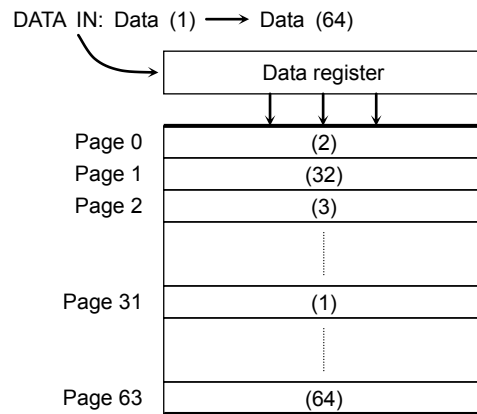 DATA IN: Data (1) Data (64)
Data register
Page 0 (2)
Page 1 (32)
Page 2 (3)
Page 31 (1)
Page 63 (64)